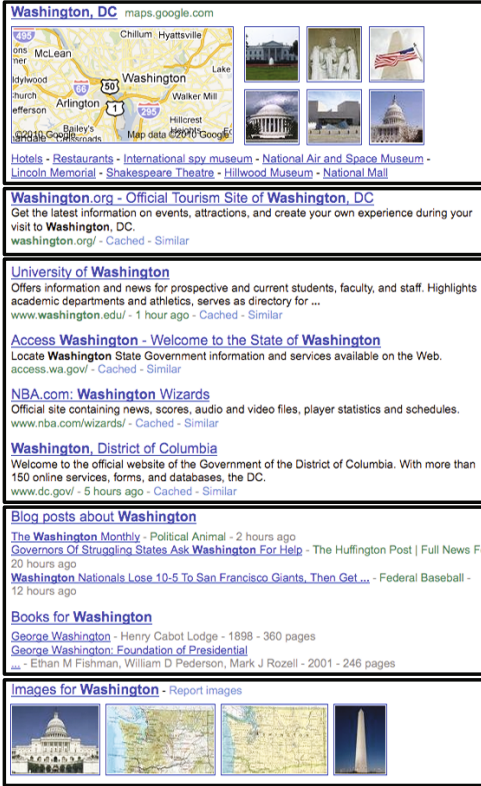 Washington, DC maps.google.com
495
Chillum Hyattsville
McLean
ons
ner
Idylwood
Washington
Lake
66
50
church
Arlington
1
Walker Mill
efferson
295
Bailey's
Crossroads
Hillcrest
Heights
©2010 Google
Map data ©2010 Google
Hotels - Restaurants - International spy museum - National Air and Space Museum -
Lincoln Memorial - Shakespeare Theatre - Hillwood Museum - National Mall
Washington.org - Official Tourism Site of Washington, DC
Get the latest information on events, attractions, and create your own experience during your
visit to Washington, DC.
washington.org/ - Cached - Similar
University of Washington
Offers information and news for prospective and current students, faculty, and staff. Highlights
academic departments and athletics, serves as directory for ...
www.washington.edu/ - 1 hour ago - Cached - Similar
Access Washington - Welcome to the State of Washington
Locate Washington State Government information and services available on the Web.
access.wa.gov/ - Cached - Similar
NBA.com: Washington Wizards
Official site containing news, scores, audio and video files, player statistics and schedules.
www.nba.com/wizards/ - Cached - Similar
Washington, District of Columbia
Welcome to the official website of the Government of the District of Columbia. With more than
150 online services, forms, and databases, the DC.
www.dc.gov/ - 5 hours ago - Cached - Similar
Blog posts about Washington
The Washington Monthly - Political Animal - 2 hours ago
Governors Of Struggling States Ask Washington For Help - The Huffington Post | Full News F
20 hours ago
Washington Nationals Lose 10-5 To San Francisco Giants, Then Get ... - Federal Baseball -
12 hours ago
Books for Washington
George Washington - Henry Cabot Lodge - 1898 - 360 pages
George Washington: Foundation of Presidential
... - Ethan M Fishman, William D Pederson, Mark J Rozell - 2001 - 246 pages
Images for Washington - Report images